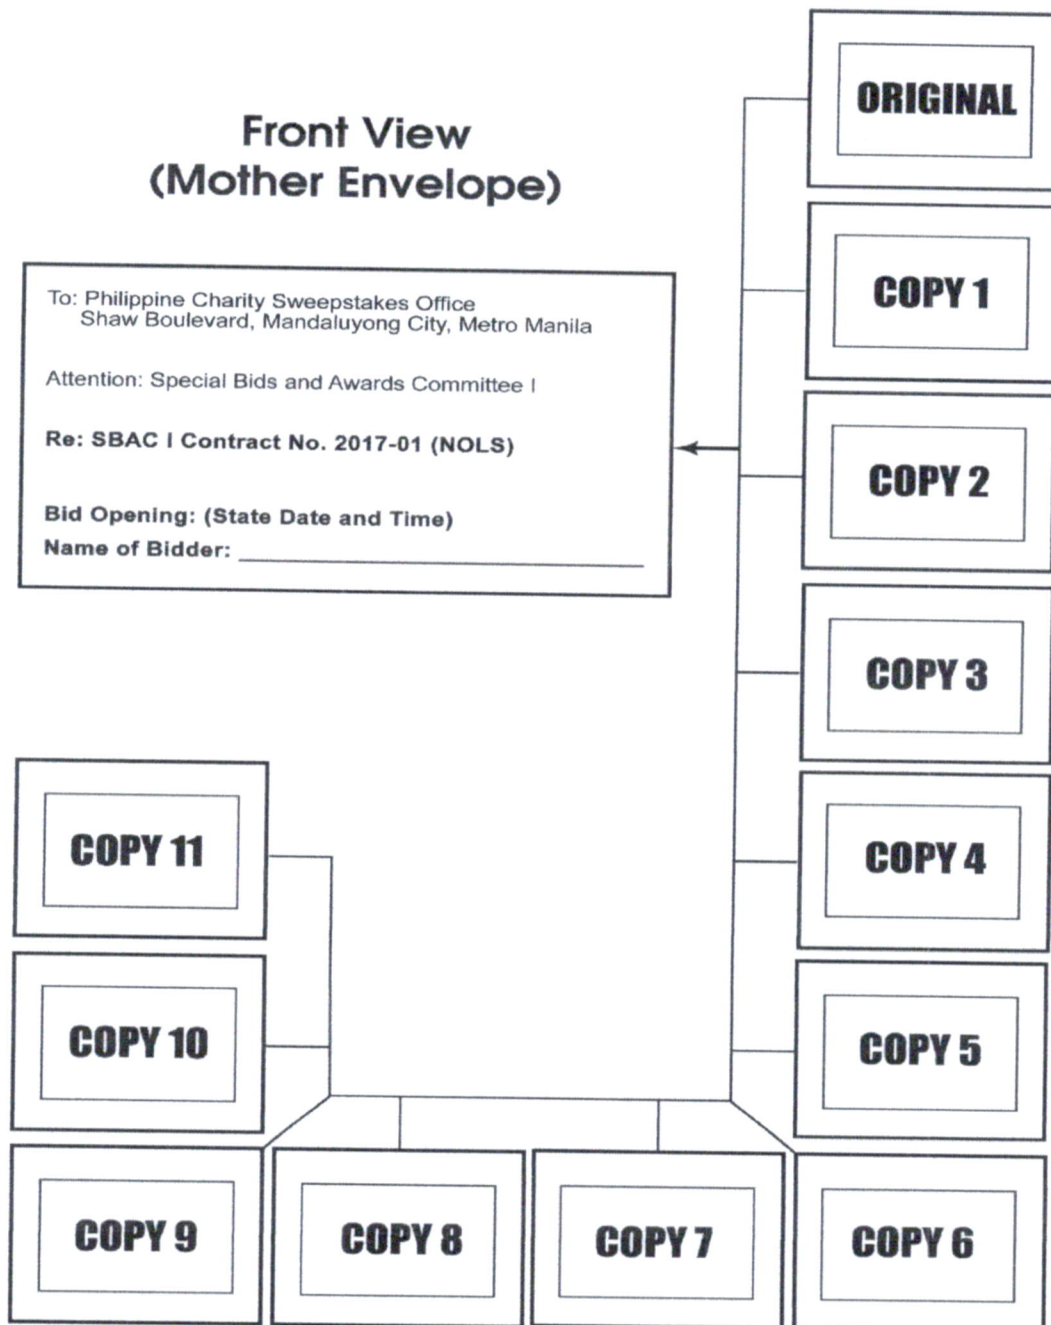 Front View
(Mother Envelope)
To: Philippine Charity Sweepstakes Office
Shaw Boulevard, Mandaluyong City, Metro Manila
Attention: Special Bids and Awards Committee I
Re: SBAC I Contract No. 2017-01 (NOLS)
Bid Opening: (State Date and Time)
Name of Bidder:
ORIGINAL
COPY 1
COPY 2
COPY 3
COPY 4
COPY 5
COPY 6
COPY 7
COPY 8
COPY 9
COPY 10
COPY 11